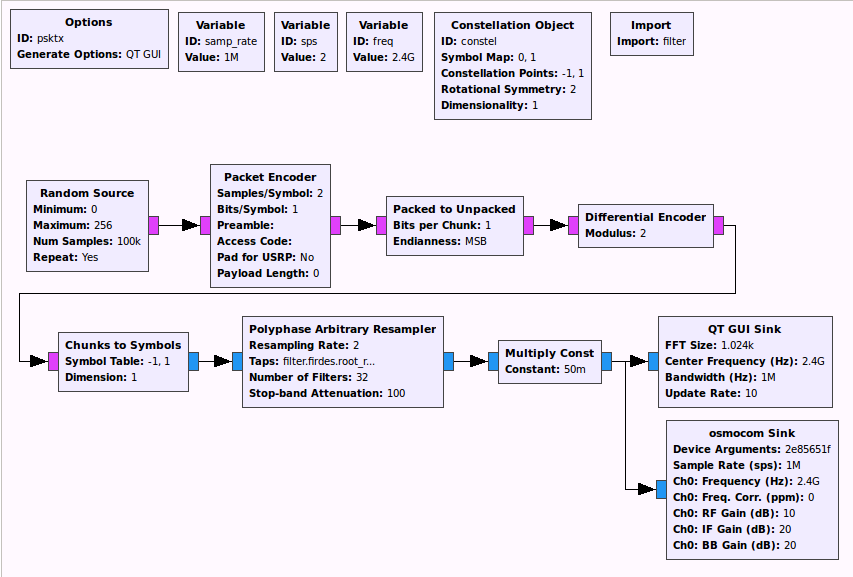 Options
ID: psktx
Generate Options: QT GUI
Variable
ID: samp_rate
Value: 1M
Variable
ID: sps
Value: 2
Variable
ID: freq
Value: 2.4G
Constellation Object
ID: constel
Symbol Map: 0, 1
Constellation Points: -1, 1
Rotational Symmetry: 2
Dimensionality: 1
Import
Import: filter
Random Source
Minimum: 0
Maximum: 256
Num Samples: 100k
Repeat: Yes
Packet Encoder
Samples/Symbol: 2
Bits/Symbol: 1
Preamble:
Access Code:
Pad for USRP: No
Payload Length: 0
Packed to Unpacked
Bits per Chunk: 1
Endianness: MSB
Differential Encoder
Modulus: 2
Chunks to Symbols
Symbol Table: -1, 1
Dimension: 1
Polyphase Arbitrary Resampler
Resampling Rate: 2
Taps: filter.firdes.root_r...
Number of Filters: 32
Stop-band Attenuation: 100
Multiply Const
Constant: 50m
QT GUI Sink
FFT Size: 1.024k
Center Frequency (Hz): 2.4G
Bandwidth (Hz): 1M
Update Rate: 10
osmocom Sink
Device Arguments: 2e85651f
Sample Rate (sps): 1M
Ch0: Frequency (Hz): 2.4G
Ch0: Freq. Corr. (ppm): 0
Ch0: RF Gain (dB): 10
Ch0: IF Gain (dB): 20
Ch0: BB Gain (dB): 20